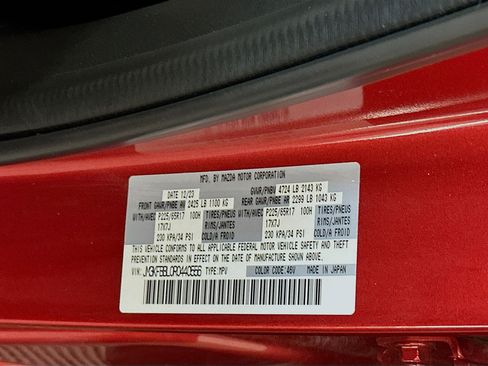 MFD. BY MAZDA MOTOR CORPORATION
DATE 12/23 GVWR/PNBV 4724 LB 2143 KG
FRONT GAWR/PNBE AV 2425 LB 1100 KG REAR GAWR/PNBE AR 2299 LB 1043 KG
WITH/AVEC P225/65R17 100H TIRES/PNEUS WITH/AVEC P225/65R17 100H TIRES/PNEUS
17X7J RIMS/JANTES 17X7J RIMS/JANTES
230 KPA/34 PSI COLD/A FROID 230 KPA/34 PSI COLD/A FROID
THIS VEHICLE CONFORMS TO ALL APPLICABLE FEDERAL MOTOR VEHICLE SAFETY, BUMPER, AND THEFT
PREVENTION STANDARDS IN EFFECT ON THE DATE OF MANUFACTURE SHOWN ABOVE.
VIN: TYPE: MPV COLOR CODE: 46V MADE IN JAPAN